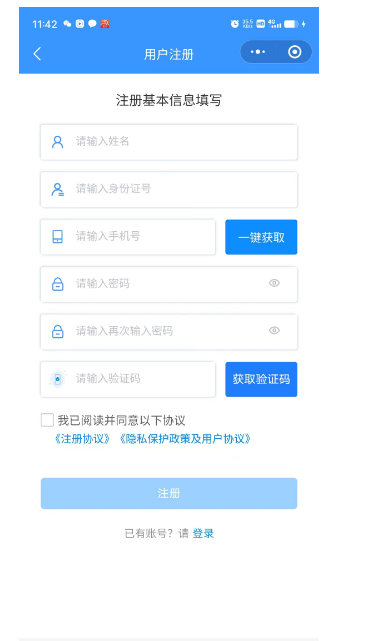 11:42
4G
用户注册
注册基本信息填写
请输入姓名
请输入身份证号
请输入手机号 一键获取
请输入密码
请输入再次输入密码
请输入验证码 获取验证码
我已阅读并同意以下协议
《注册协议》《隐私保护政策及用户协议》
注册
已有账号？请 登录